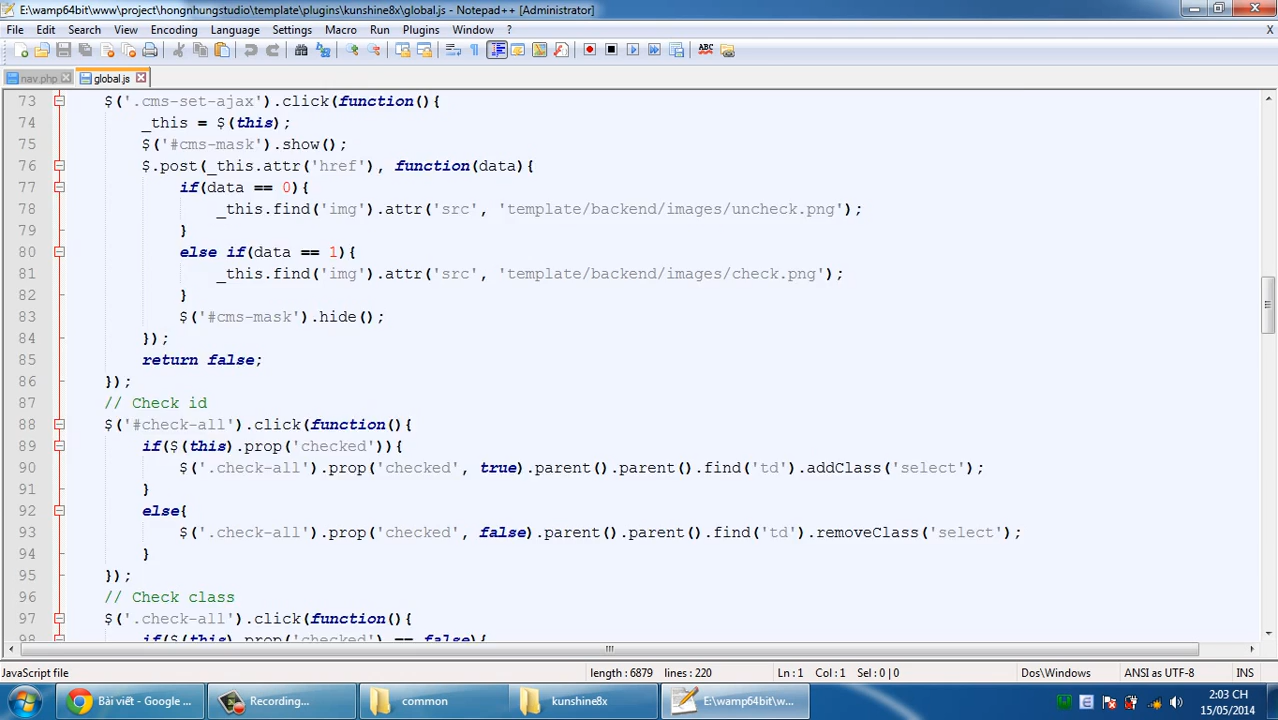 E:\wamp64bit\www\project\hongnhungstudio\template\plugins\kunshine8x\global.js - Notepad++ [Administrator]
File Edit Search View Encoding Language Settings Macro Run Plugins Window ? X
nav.php global.js
73 $('.cms-set-ajax').click(function(){
74 _this = $(this);
75 $('#cms-mask').show();
76 $.post(_this.attr('href'), function(data){
77 if(data == 0){
78 _this.find('img').attr('src', 'template/backend/images/uncheck.png');
79 }
80 else if(data == 1){
81 _this.find('img').attr('src', 'template/backend/images/check.png');
82 }
83 $('#cms-mask').hide();
84 });
85 return false;
86 });
87 // Check id
88 $('#check-all').click(function(){
89 if($(this).prop('checked')){
90 $('.check-all').prop('checked', true).parent().parent().find('td').addClass('select');
91 }
92 else{
93 $('.check-all').prop('checked', false).parent().parent().find('td').removeClass('select');
94 }
95 });
96 // Check class
97 $('.check-all').click(function(){
98 if($(this).prop('checked') == false){
JavaScript file length : 6879 lines : 220 Ln : 1 Col : 1 Sel : 0 | 0 Dos\Windows ANSI as UTF-8 INS
Bài viết - Google ... Recording... common kunshine8x E:\wamp64bit\w... 2:03 CH
15/05/2014